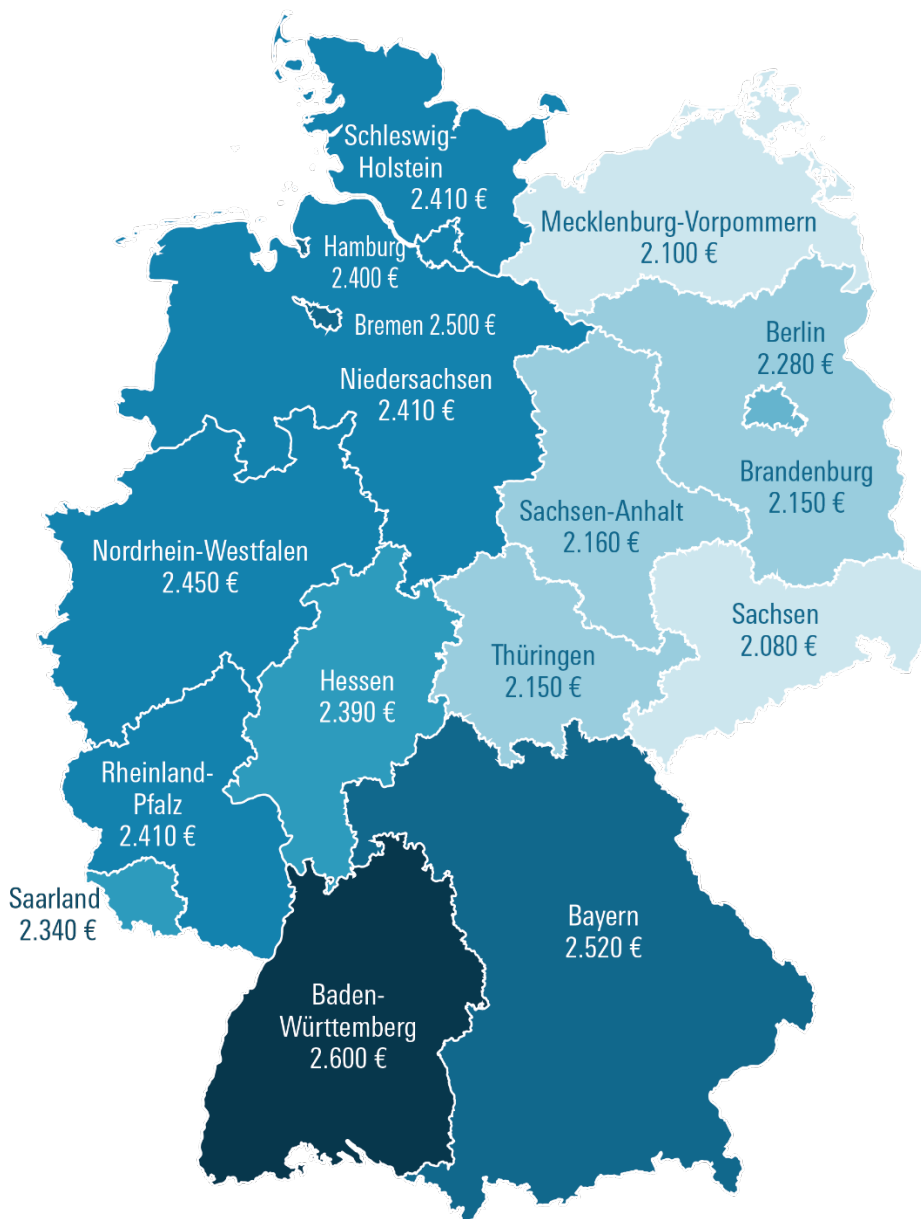 Schleswig-
Holstein
2.410 €
Mecklenburg-Vorpommern
2.100 €
Hamburg
2.400 €
Bremen 2.500 €
Berlin
2.280 €
Niedersachsen
2.410 €
Brandenburg
2.150 €
Sachsen-Anhalt
2.160 €
Nordrhein-Westfalen
2.450 €
Sachsen
2.080 €
Thüringen
2.150 €
Hessen
2.390 €
Rheinland-
Pfalz
2.410 €
Saarland
2.340 €
Bayern
2.520 €
Baden-
Württemberg
2.600 €